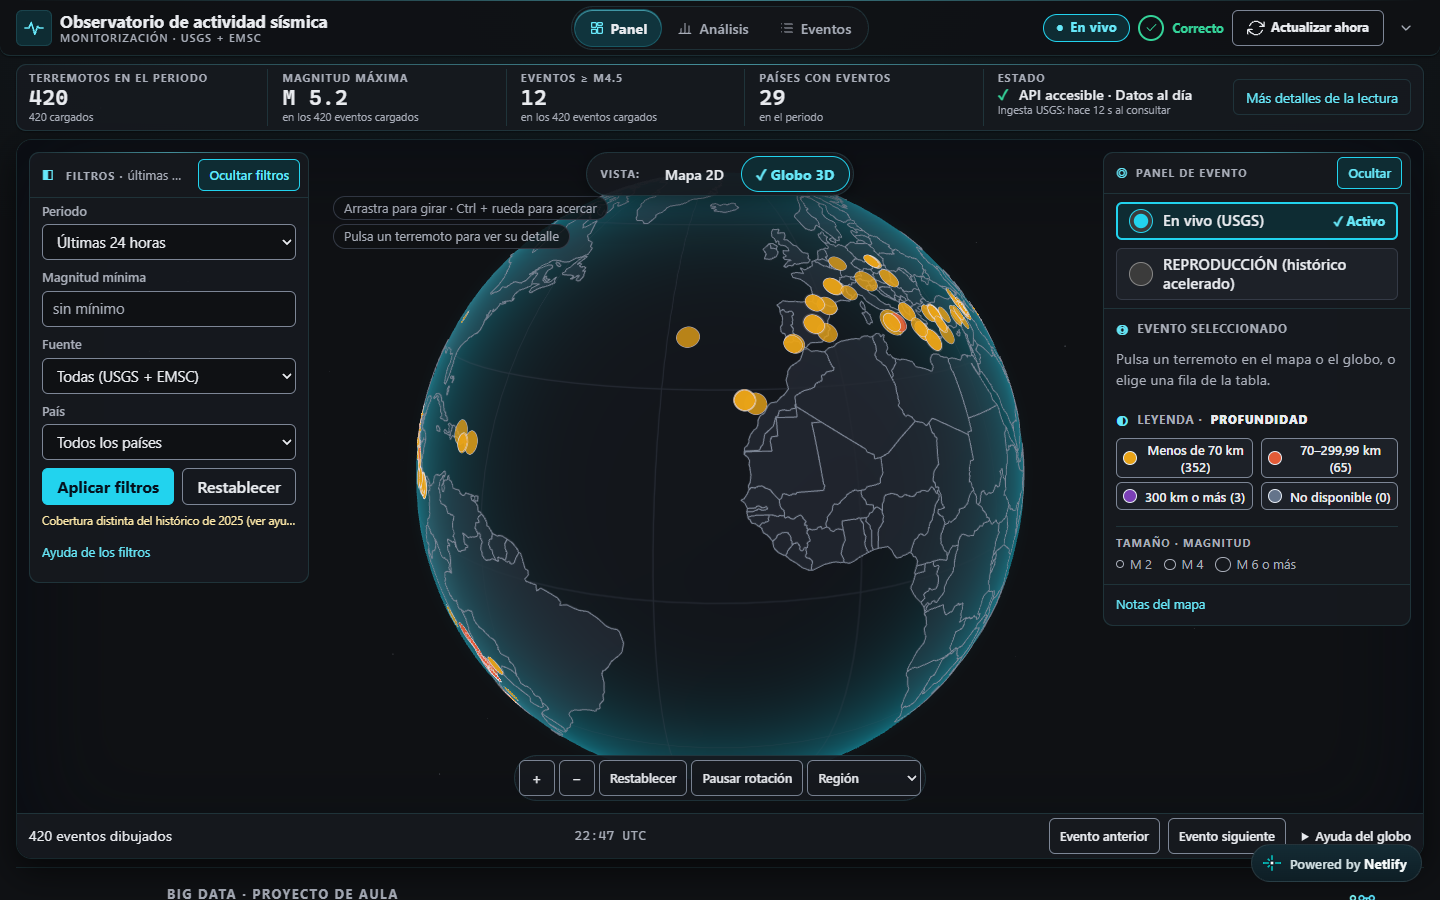 Observatorio de actividad sísmica
MONITORIZACIÓN · USGS + EMSC
Panel
Análisis
Eventos
En vivo
Correcto
Actualizar ahora
TERREMOTOS EN EL PERIODO
420
420 cargados
MAGNITUD MÁXIMA
M 5.2
en los 420 eventos cargados
EVENTOS ≥ M4.5
12
en los 420 eventos cargados
PAÍSES CON EVENTOS
29
en el periodo
ESTADO
✓ API accesible · Datos al día
Ingesta USGS: hace 12 s al consultar
Más detalles de la lectura
FILTROS · últimas ...
Ocultar filtros
Periodo
Últimas 24 horas
Magnitud mínima
sin mínimo
Fuente
Todas (USGS + EMSC)
País
Todos los países
Aplicar filtros
Restablecer
Cobertura distinta del histórico de 2025 (ver ayu...
Ayuda de los filtros
VISTA:
Mapa 2D
✓ Globo 3D
Arrastra para girar · Ctrl + rueda para acercar
Pulsa un terremoto para ver su detalle
+
−
Restablecer
Pausar rotación
Región
PANEL DE EVENTO
Ocultar
En vivo (USGS)
✓ Activo
REPRODUCCIÓN (histórico
acelerado)
EVENTO SELECCIONADO
Pulsa un terremoto en el mapa o el globo, o
elige una fila de la tabla.
LEYENDA · PROFUNDIDAD
Menos de 70 km
(352)
70–299,99 km
(65)
300 km o más (3)
No disponible (0)
TAMAÑO · MAGNITUD
M 2
M 4
M 6 o más
Notas del mapa
420 eventos dibujados
22:47 UTC
Evento anterior
Evento siguiente
Ayuda del globo
Powered by Netlify
BIG DATA · PROYECTO DE AULA